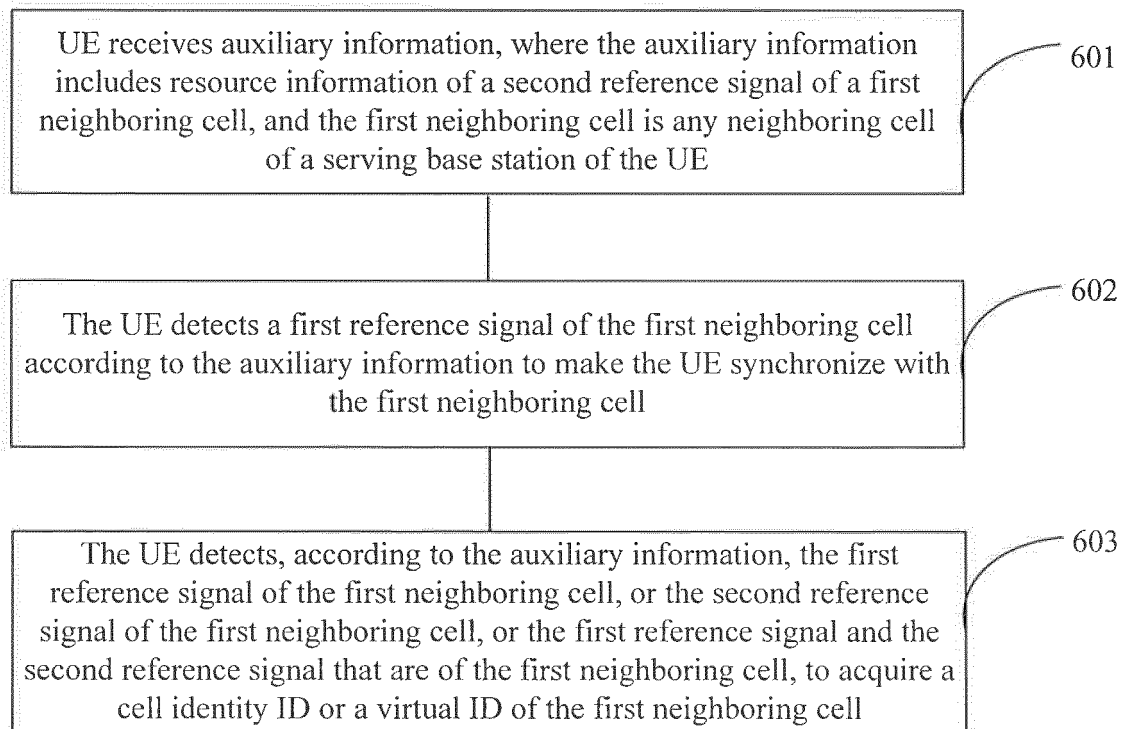 UE receives auxiliary information, where the auxiliary information
includes resource information of a second reference signal of a first
neighboring cell, and the first neighboring cell is any neighboring cell
of a serving base station of the UE
601
The UE detects a first reference signal of the first neighboring cell
according to the auxiliary information to make the UE synchronize with
the first neighboring cell
602
The UE detects, according to the auxiliary information, the first
reference signal of the first neighboring cell, or the second reference
signal of the first neighboring cell, or the first reference signal and the
second reference signal that are of the first neighboring cell, to acquire a
cell identity ID or a virtual ID of the first neighboring cell
603